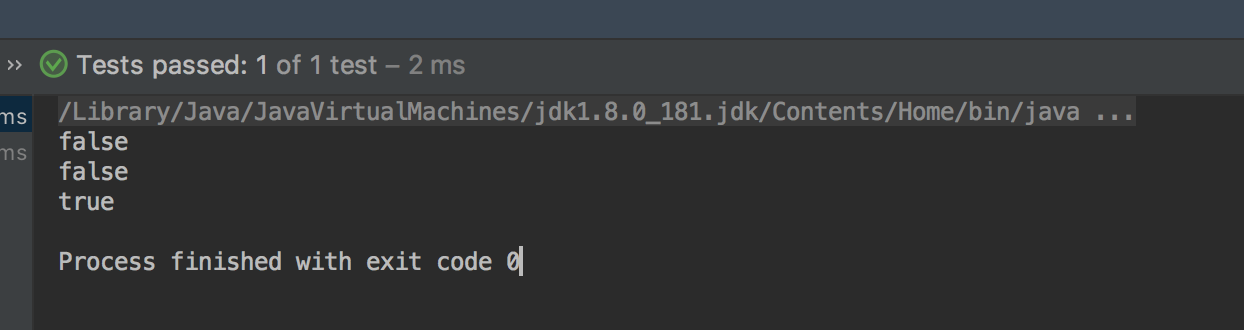 » Tests passed: 1 of 1 test – 2 ms
ms /Library/Java/JavaVirtualMachines/jdk1.8.0_181.jdk/Contents/Home/bin/java ...
false
ms
false
true
Process finished with exit code 0